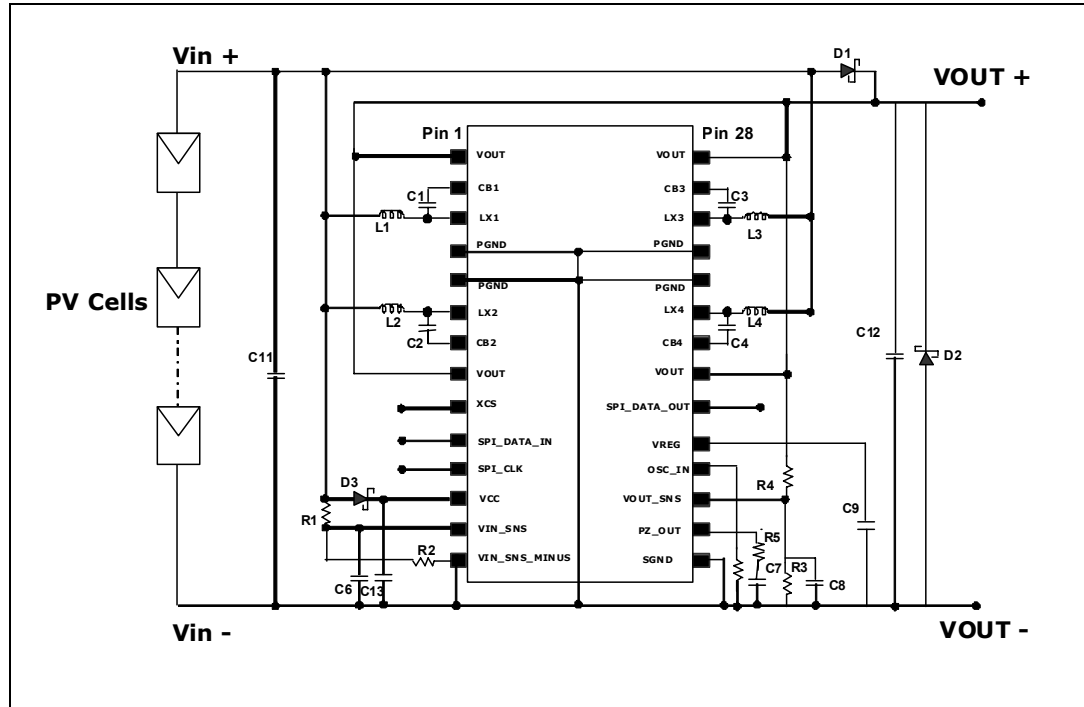 Vin +
D1
VOUT +
Pin 1
Pin 28
VOUT
VOUT
CB1
CB3
C1
C3
LX1
LX3
L1
L3
PGND
PGND
PGND
PGND
PV Cells
LX2
LX4
L2
L4
C2
C4
CB2
CB4
C12
D2
C11
VOUT
VOUT
XCS
SPI_DATA_OUT
SPI_DATA_IN
VREG
SPI_CLK
OSC_IN
R4
D3
VCC
VOUT_SNS
R1
C9
VIN_SNS
PZ_OUT
R5
R2
VIN_SNS_MINUS
SGND
R3
C6
C13
C7
C8
Vin -
VOUT -